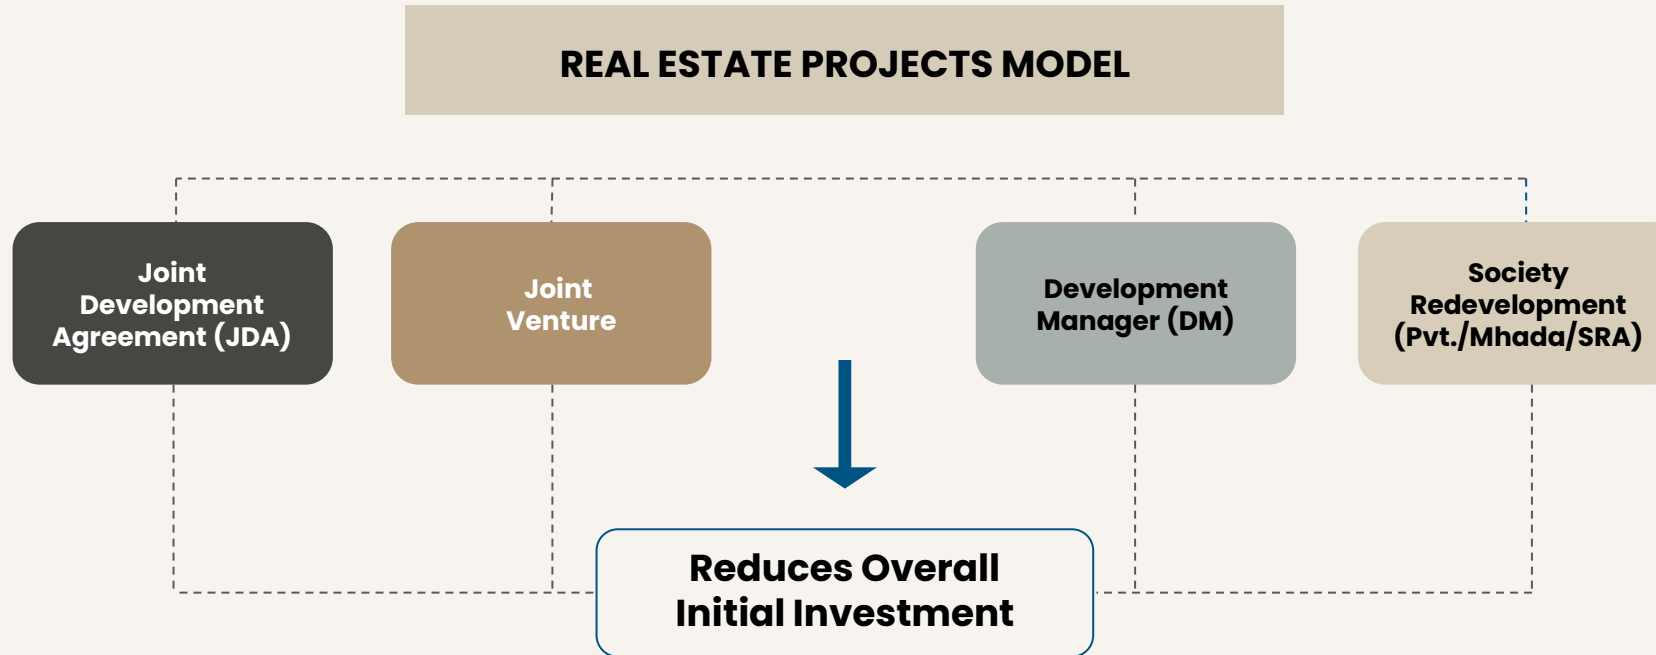 REAL ESTATE PROJECTS MODEL
Joint
Development
Agreement (JDA)
Joint
Venture
Development
Manager (DM)
Society
Redevelopment
(Pvt./Mhada/SRA)
Reduces Overall
Initial Investment